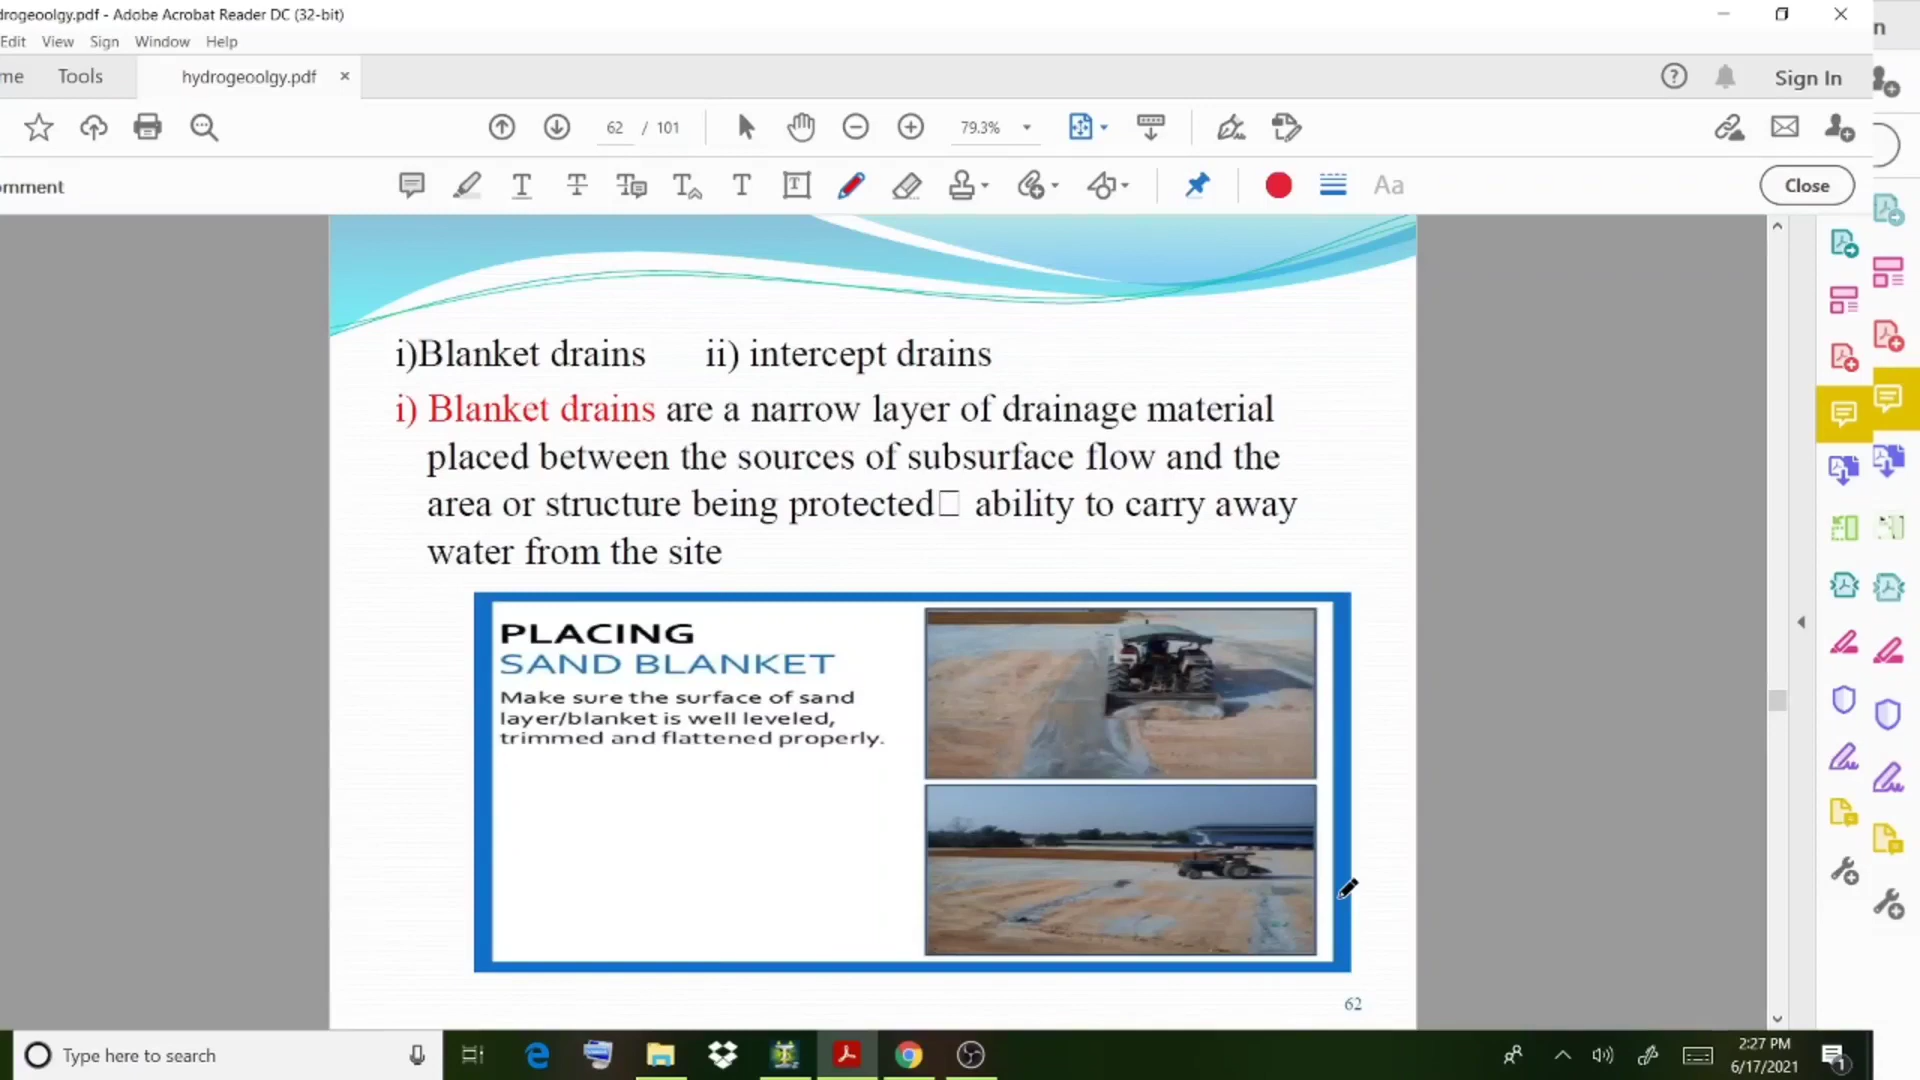 drogeoolgy.pdf - Adobe Acrobat Reader DC (32-bit)
Edit View Sign Window Help
me Tools hydrogeoolgy.pdf × Sign In
62 / 101 79.3%
omment Aa Close
i)Blanket drains ii) intercept drains
i) Blanket drains are a narrow layer of drainage material
placed between the sources of subsurface flow and the
area or structure being protected□ ability to carry away
water from the site
PLACING
SAND BLANKET
Make sure the surface of sand
layer/blanket is well leveled,
trimmed and flattened properly.
62
Type here to search
2:27 PM
6/17/2021
1